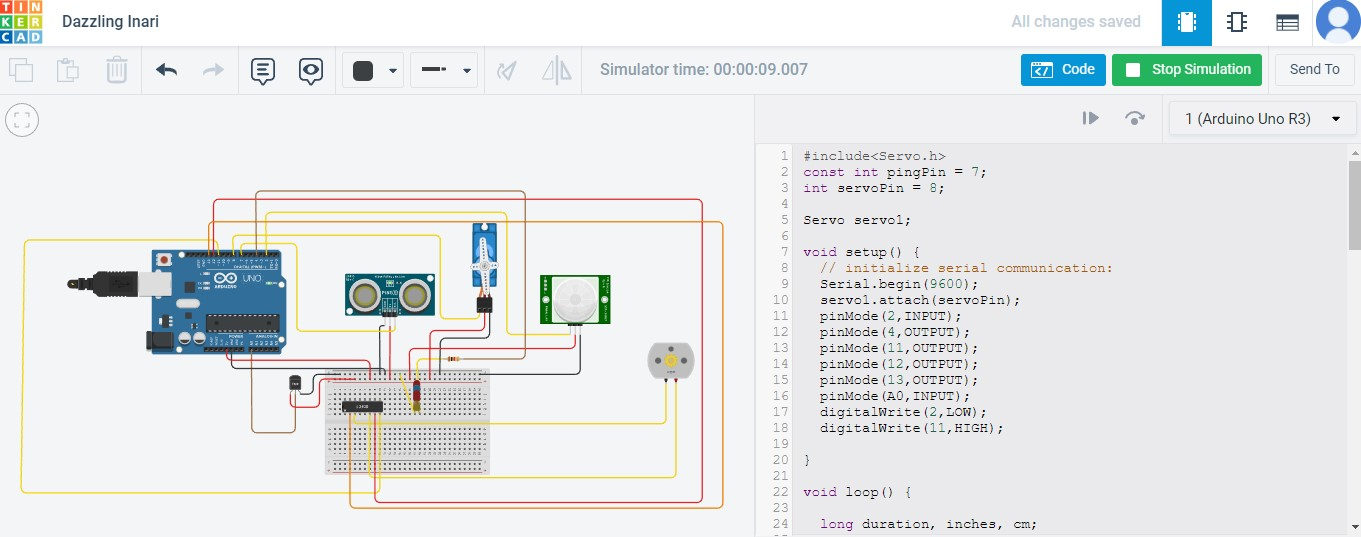 TIN
KER
CAD
Dazzling Inari
All changes saved
Simulator time: 00:00:09.007
Code
Stop Simulation
Send To
1 (Arduino Uno R3)
UNO
ARDUINO
1 #include<Servo.h>
2 const int pingPin = 7;
3 int servoPin = 8;
4
5 Servo servo1;
6
7 void setup() {
8 // initialize serial communication:
9 Serial.begin(9600);
10 servo1.attach(servoPin);
11 pinMode(2,INPUT);
12 pinMode(4,OUTPUT);
13 pinMode(11,OUTPUT);
14 pinMode(12,OUTPUT);
15 pinMode(13,OUTPUT);
16 pinMode(A0,INPUT);
17 digitalWrite(2,LOW);
18 digitalWrite(11,HIGH);
19
20 }
21
22 void loop() {
23
24 long duration, inches, cm;